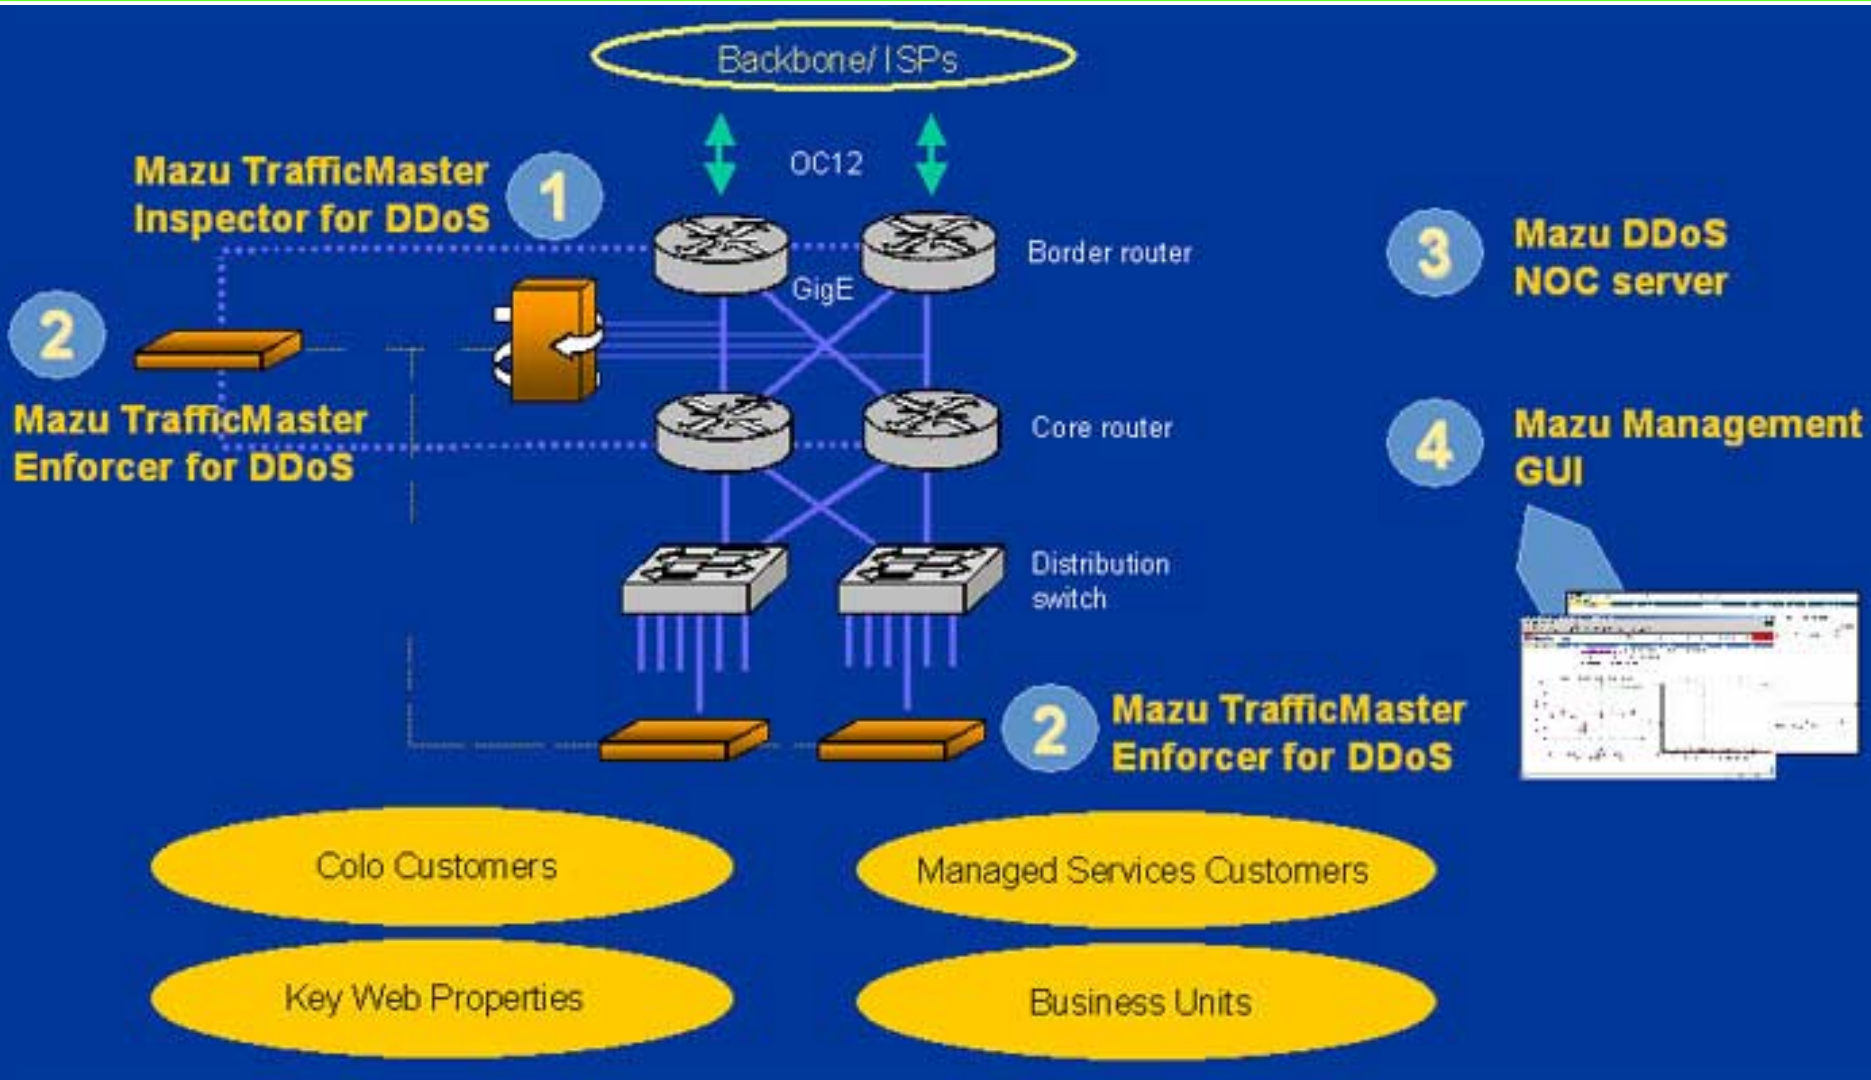 Backbone/ ISPs
OC12
Mazu TrafficMaster
Inspector for DDoS
1
Border router
GigE
3
Mazu DDoS
NOC server
2
Mazu TrafficMaster
Enforcer for DDoS
Core router
4
Mazu Management
GUI
Distribution
switch
2
Mazu TrafficMaster
Enforcer for DDoS
Colo Customers
Managed Services Customers
Key Web Properties
Business Units